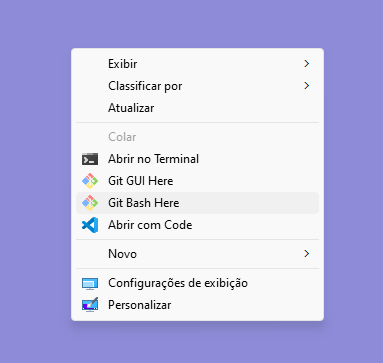 Exibir
Classificar por
Atualizar
Colar
Abrir no Terminal
Git GUI Here
Git Bash Here
Abrir com Code
Novo
Configurações de exibição
Personalizar